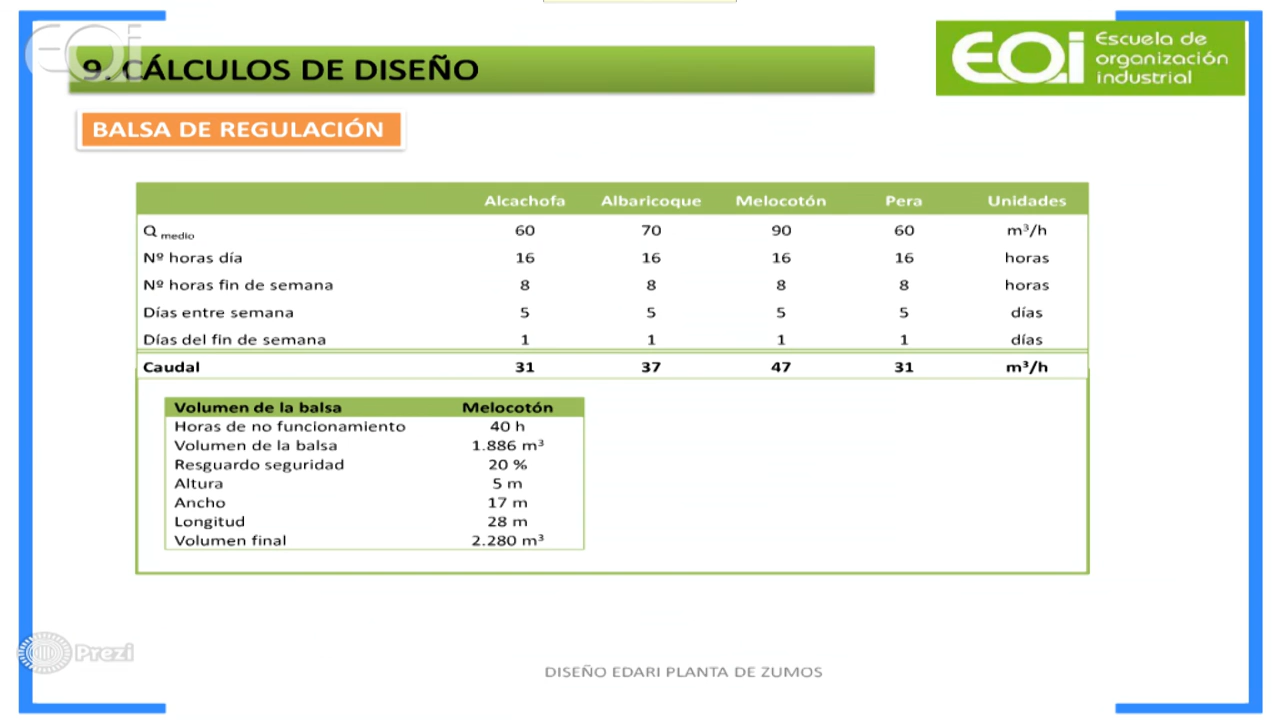 EOi
9. CÁLCULOS DE DISEÑO
EOi Escuela de
organización
industrial
BALSA DE REGULACIÓN
Alcachofa Albaricoque Melocotón Pera Unidades
Q medio 60 70 90 60 m³/h
Nº horas día 16 16 16 16 horas
Nº horas fin de semana 8 8 8 8 horas
Días entre semana 5 5 5 5 días
Días del fin de semana 1 1 1 1 días
Caudal 31 37 47 31 m³/h
Volumen de la balsa Melocotón
Horas de no funcionamiento 40 h
Volumen de la balsa 1.886 m³
Resguardo seguridad 20 %
Altura 5 m
Ancho 17 m
Longitud 28 m
Volumen final 2.280 m³
Prezi
DISEÑO EDARI PLANTA DE ZUMOS